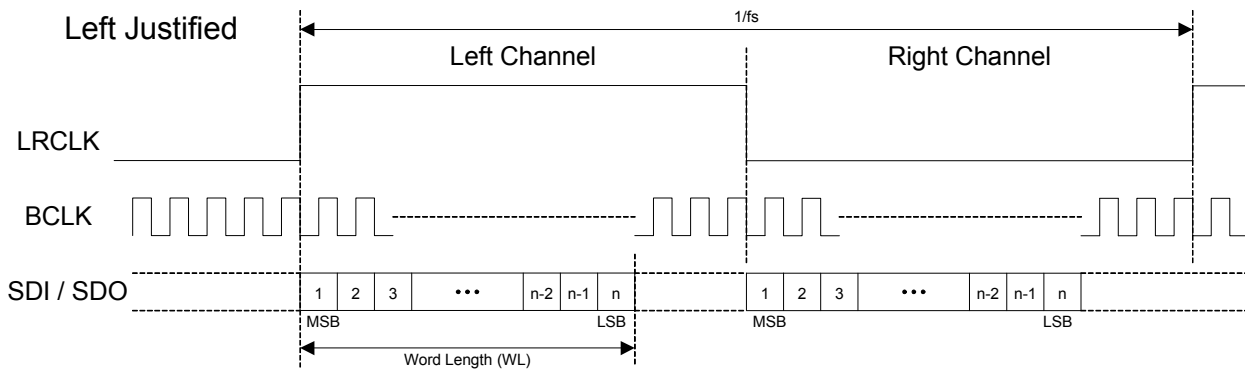 Left Justified
1/fs
Left Channel
Right Channel
LRCLK
BCLK
SDI / SDO
1 2 3 ••• n-2 n-1 n 1 2 3 ••• n-2 n-1 n
MSB LSB MSB LSB
Word Length (WL)